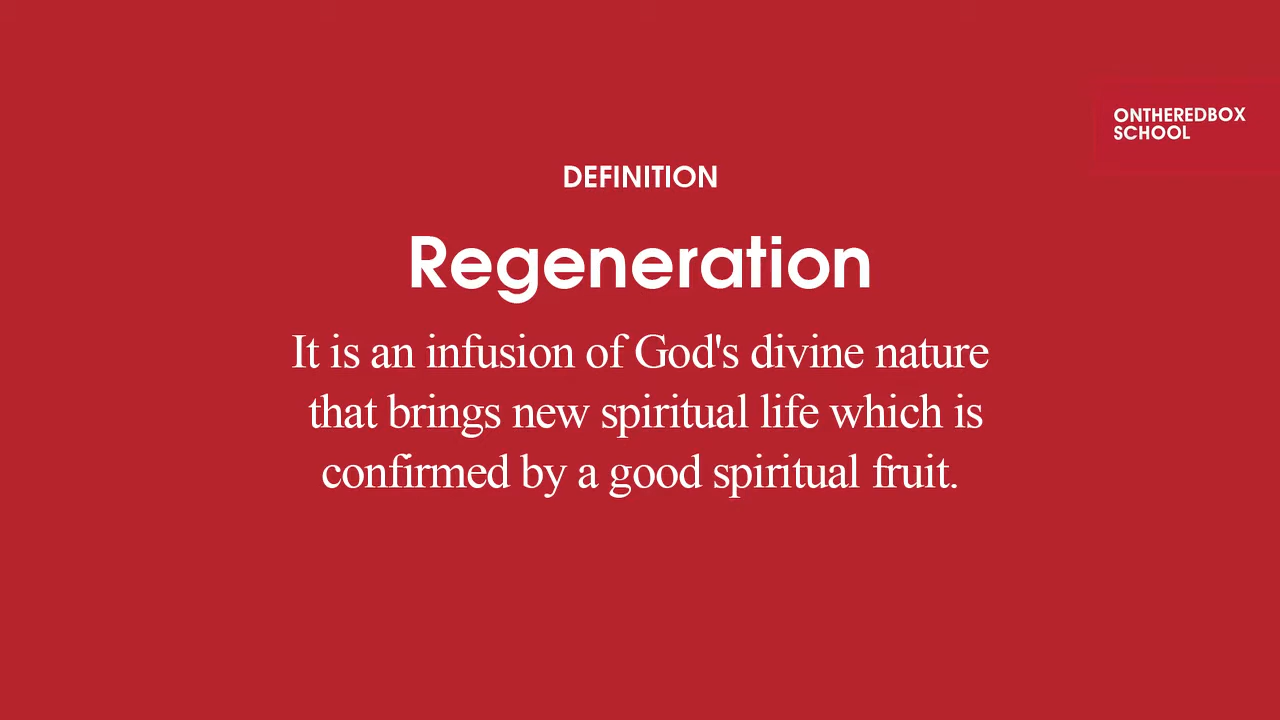 ONTHEREDBOX
SCHOOL
DEFINITION
Regeneration
It is an infusion of God's divine nature
that brings new spiritual life which is
confirmed by a good spiritual fruit.